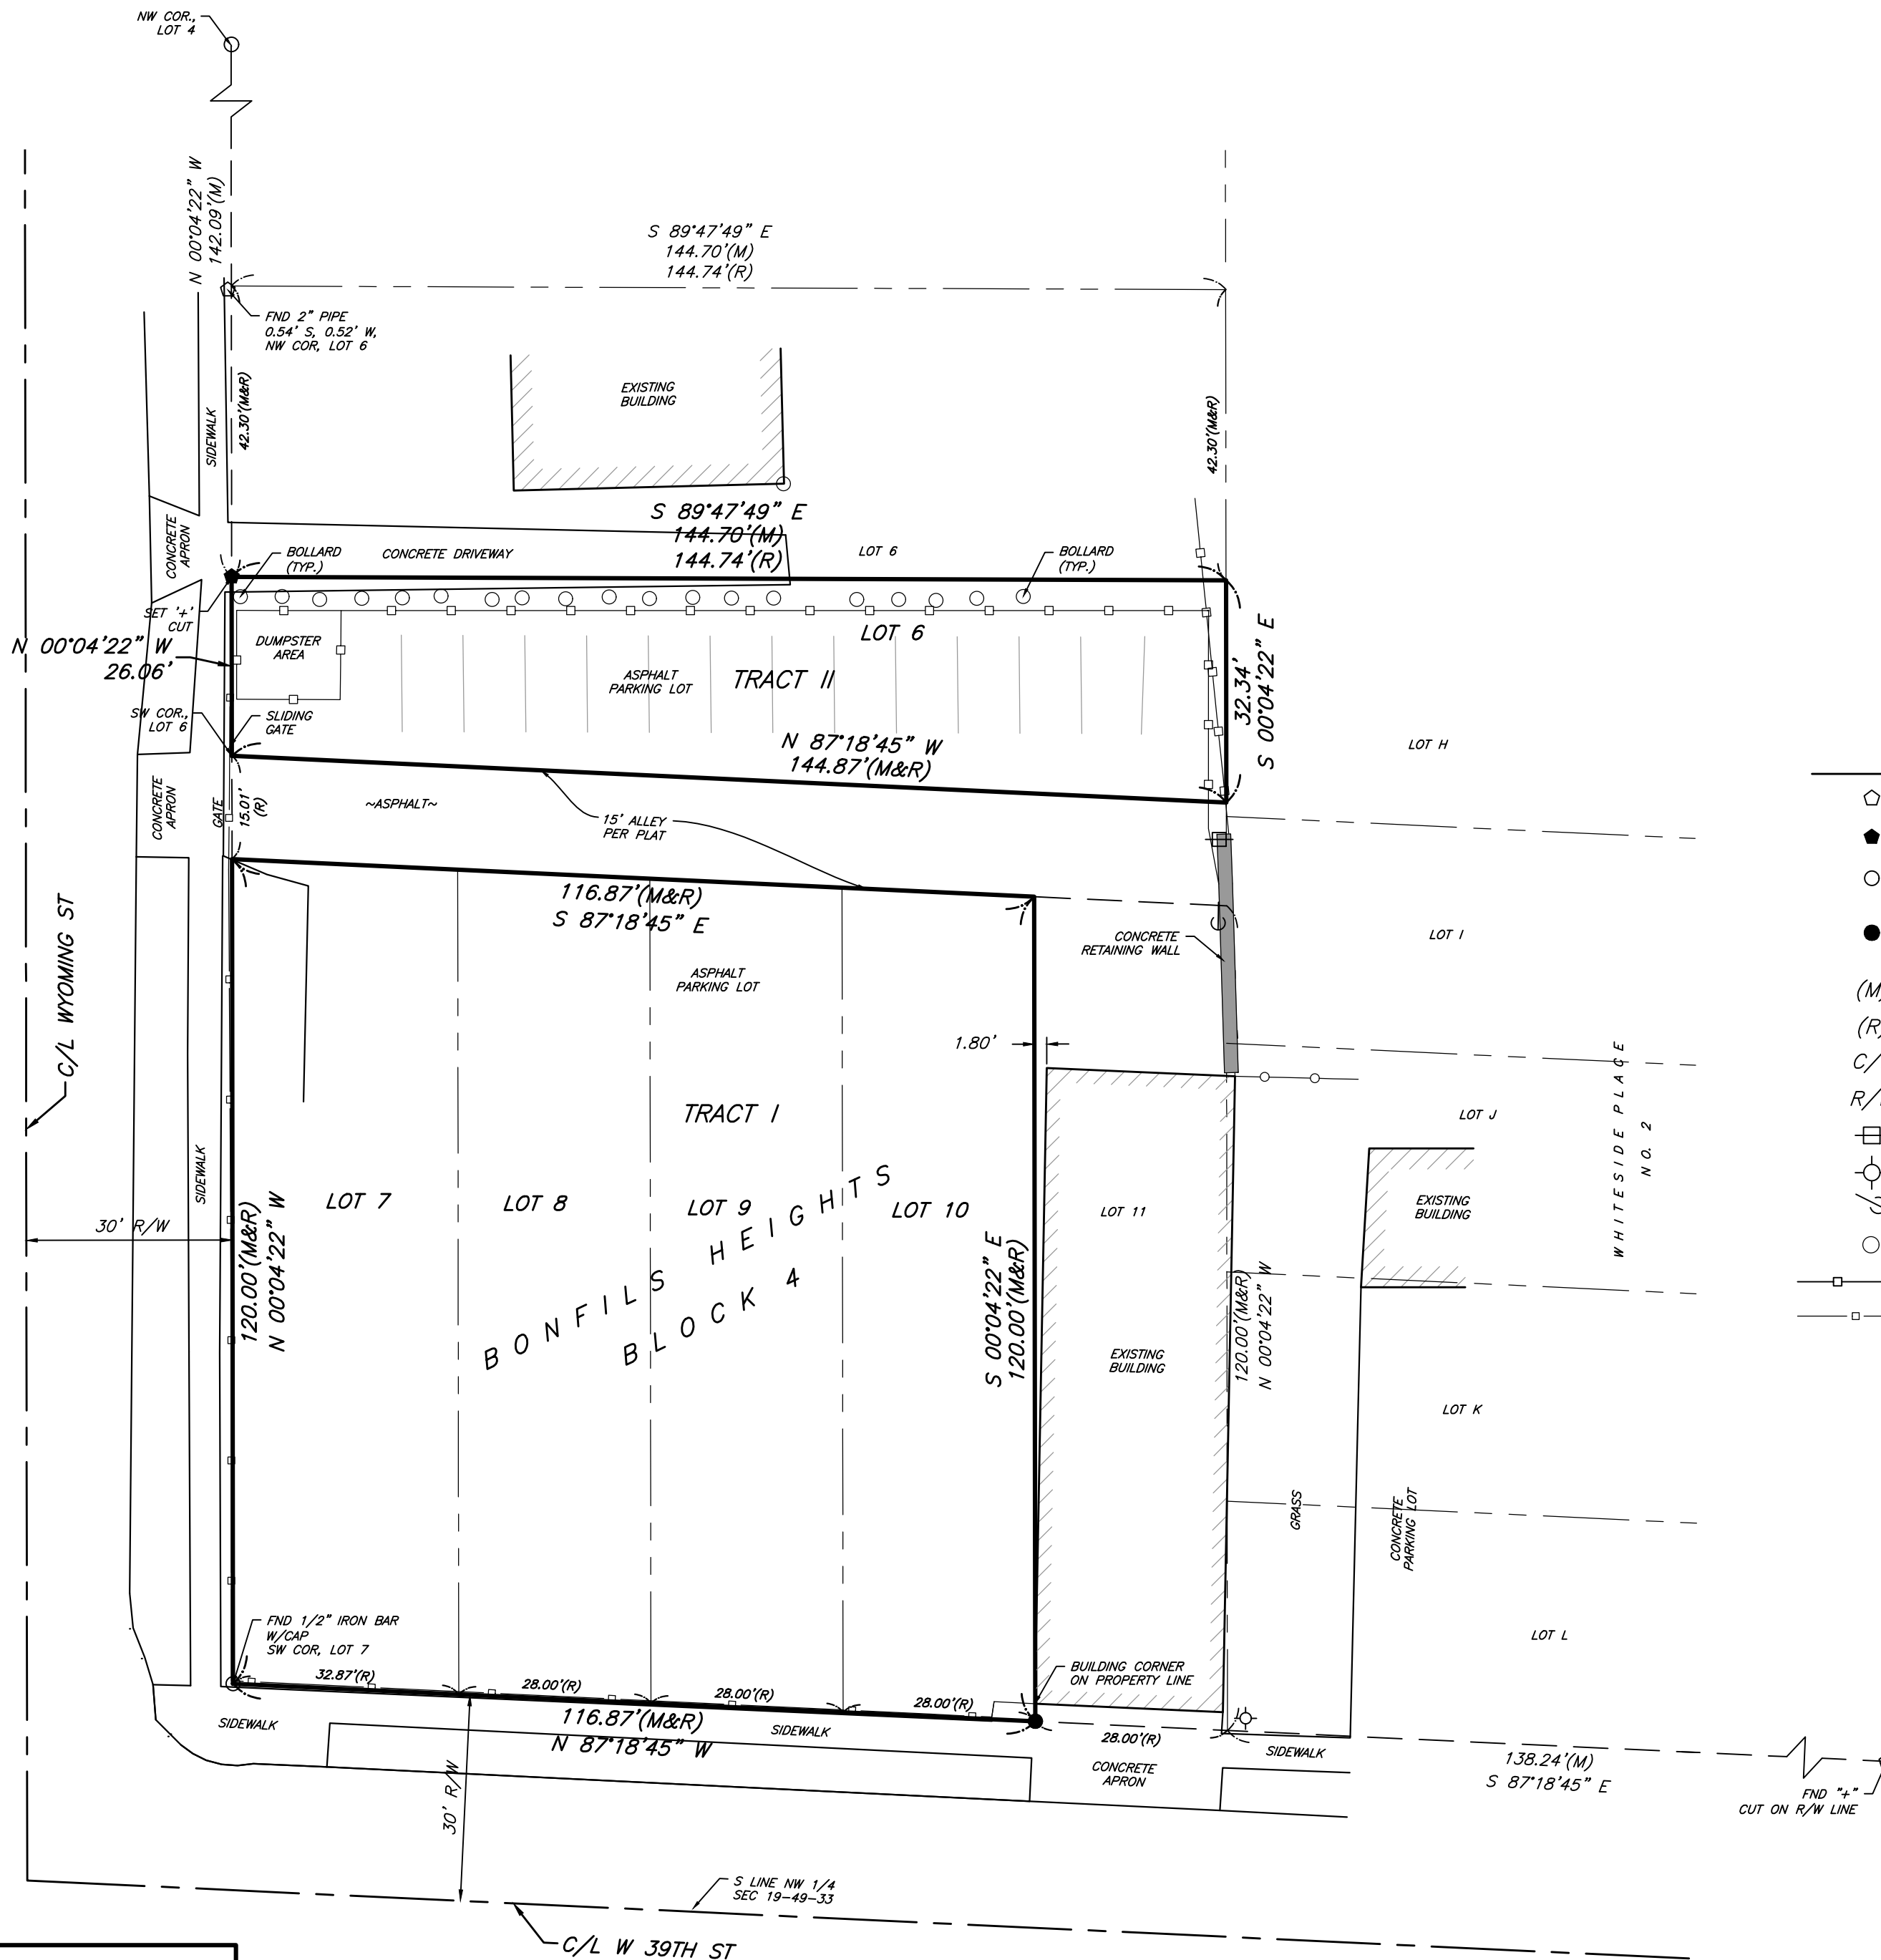 NW COR.,
LOT 4
N 00°04'22" W
142.09'(M)
S 89°47'49" E
144.70'(M)
144.74'(R)
FND 2" PIPE
0.54' S, 0.52' W,
NW COR, LOT 6
42.30'(M&R)
SIDEWALK
EXISTING
BUILDING
42.30'(M&R)
CONCRETE
APRON
S 89°47'49" E
144.70'(M)
144.74'(R)
BOLLARD
(TYP.)
CONCRETE DRIVEWAY
LOT 6
BOLLARD
(TYP.)
SET '+'
CUT
N 00°04'22" W
26.06'
DUMPSTER
AREA
LOT 6
ASPHALT
PARKING LOT
TRACT II
32.34'
S 00°04'22" E
SW COR.,
LOT 6
SLIDING
GATE
N 87°18'45" W
144.87'(M&R)
LOT H
CONCRETE
APRON
GATE
15.01'
(R)
~ASPHALT~
15' ALLEY
PER PLAT
116.87'(M&R)
S 87°18'45" E
CONCRETE
RETAINING WALL
LOT I
ASPHALT
PARKING LOT
C/L WYOMING ST
1.80'
(M)
(R)
C/
R/
TRACT I
LOT J
WHITESIDE PLACE
NO. 2
SIDEWALK
LOT 7
LOT 8
LOT 9
LOT 10
LOT 11
EXISTING
BUILDING
30' R/W
120.00'(M&R)
N 00°04'22" W
BONFILS HEIGHTS
BLOCK 4
S 00°04'22" E
120.00'(M&R)
EXISTING
BUILDING
120.00'(M&R)
N 00°04'22" W
LOT K
GRASS
CONCRETE
PARKING LOT
FND 1/2" IRON BAR
W/CAP
SW COR, LOT 7
LOT L
BUILDING CORNER
ON PROPERTY LINE
32.87'(R)
28.00'(R)
28.00'(R)
28.00'(R)
SIDEWALK
116.87'(M&R)
N 87°18'45" W
SIDEWALK
28.00'(R)
SIDEWALK
CONCRETE
APRON
138.24'(M)
S 87°18'45" E
FND "+"
CUT ON R/W LINE
30' R/W
S LINE NW 1/4
SEC 19-49-33
C/L W 39TH ST